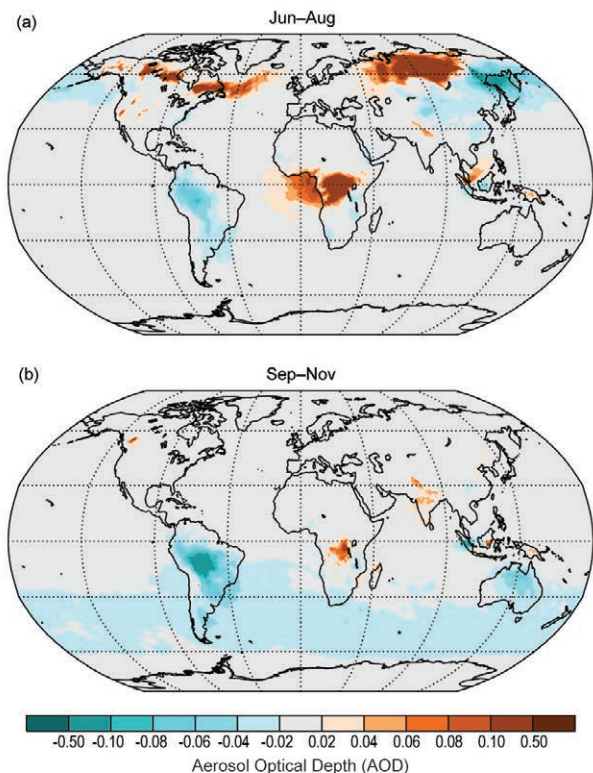 (a)
Jun–Aug
(b)
Sep–Nov
-0.50 -0.10 -0.08 -0.06 -0.04 -0.02 0.02 0.04 0.06 0.08 0.10 0.50
Aerosol Optical Depth (AOD)